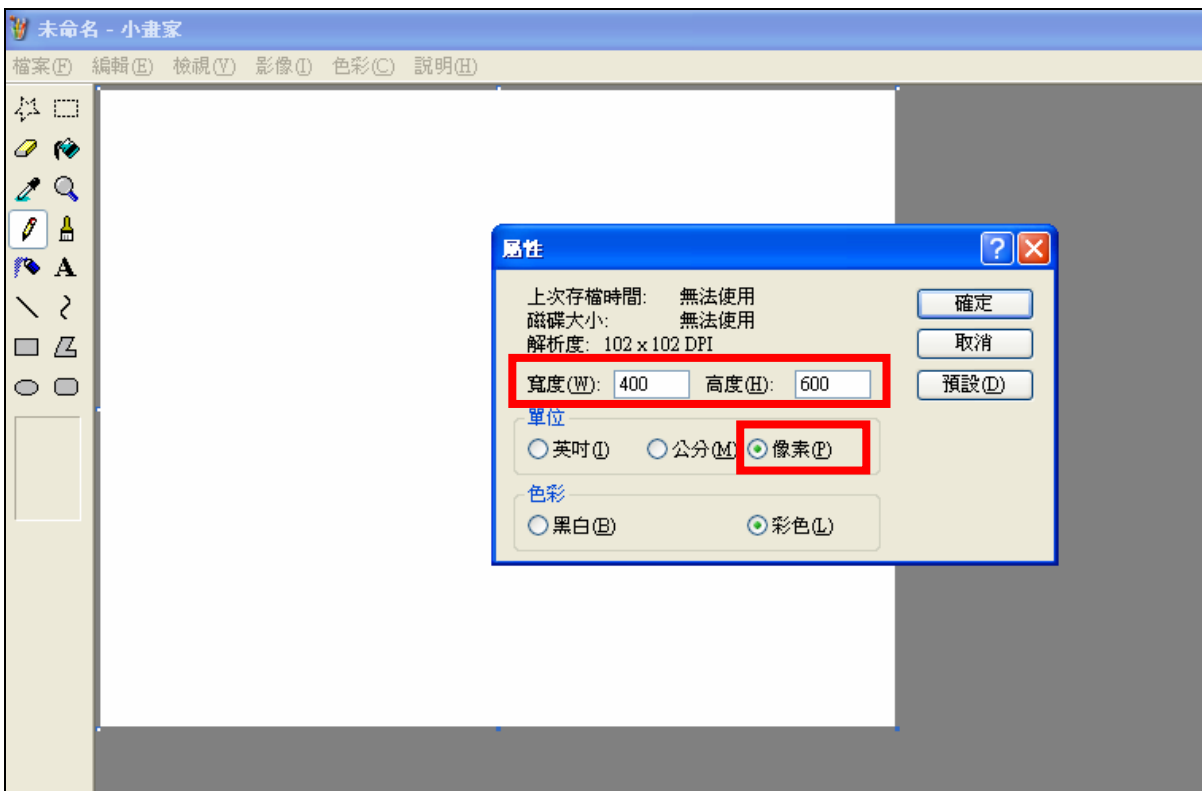 未命名 - 小畫家
檔案(F) 編輯(E) 檢視(V) 影像(I) 色彩(C) 說明(H)
A
屬性
上次存檔時間: 無法使用
磁碟大小: 無法使用
解析度: 102 x 102 DPI
寬度(W): 400 高度(H): 600
單位
英吋(I) 公分(M) 像素(P)
色彩
黑白(B) 彩色(L)
確定
取消
預設(D)